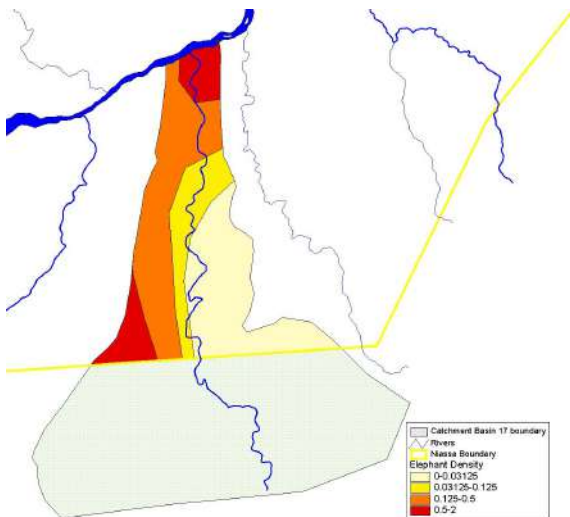 Catchment Basin 17 boundary
Rivers
Niassa Boundary
Elephant Density
0-0.03125
0.03125-0.125
0.125-0.5
0.5-2